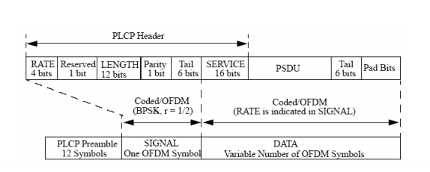 PLCP Header
RATE Reserved LENGTH Parity Tail SERVICE PSDU Tail Pad Bits
4 bits 1 bit 12 bits 1 bit 6 bits 16 bits 6 bits
Coded/OFDM Coded/OFDM
(BPSK, r = 1/2) (RATE is indicated in SIGNAL)
PLCP Preamble SIGNAL DATA
12 Symbols One OFDM Symbol Variable Number of OFDM Symbols